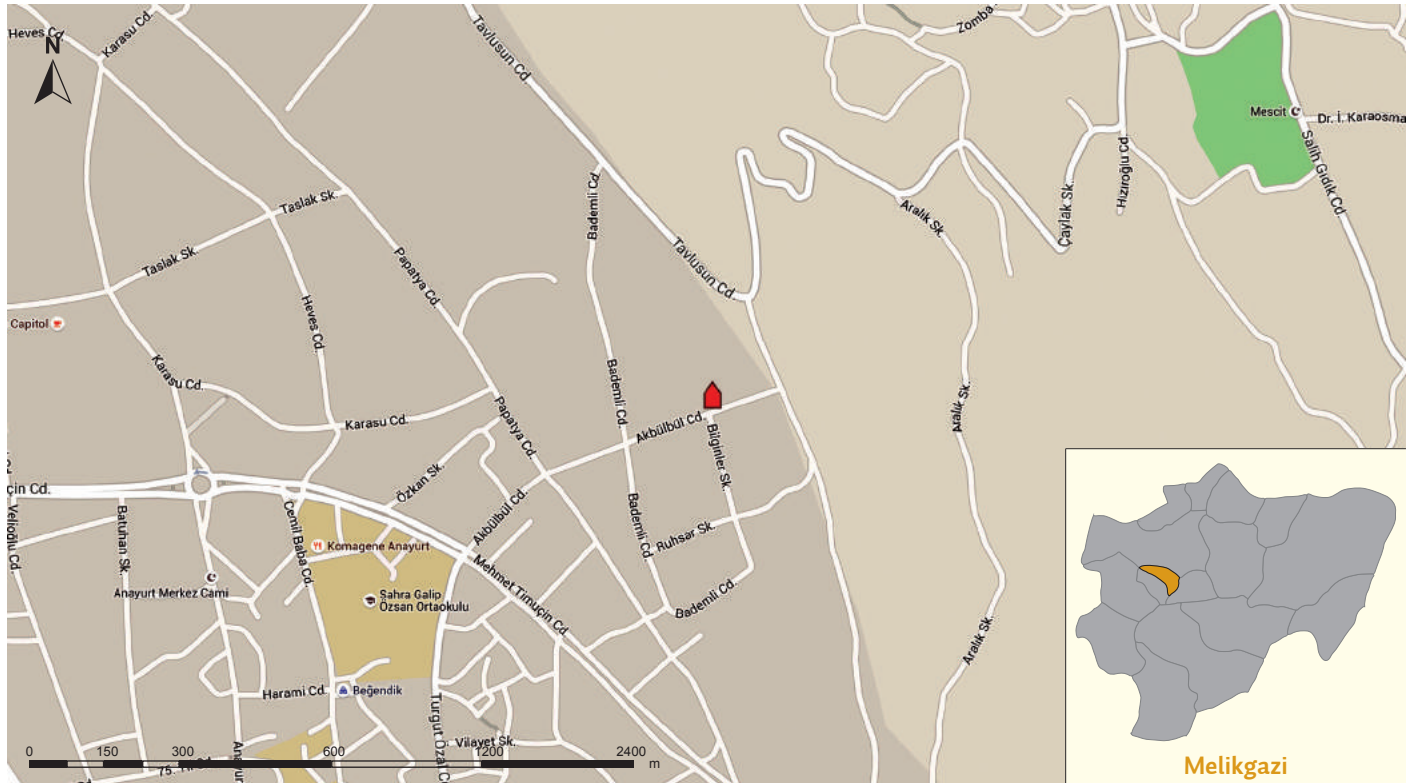 Heves Cd.
Karasu Cd.
N
Tavlusun Cd.
Zomba
Mescit
Dr. İ. Karaosma
Salih Gıdık Cd.
Hızıroğlu Cd.
Çaylak Sk.
Aralık Sk.
Bademli Cd.
Taslak Sk.
Taslak Sk.
Papatya Cd.
Tavlusun Cd.
Heves Cd.
Capitol
Karasu Cd.
Karasu Cd.
Bademli Cd.
Papatya Cd.
Akbülbül Cd.
Bilginler Sk.
Aralık Sk.
Özkan Sk.
çin Cd.
Velioğlu Cd.
Batuhan Sk.
Cemil Baba Cd.
Akbülbül Cd.
Bademli Cd.
Ruhsar Sk.
Komagene Anayurt
Mehmet Timuçin Cd.
Anayurt Merkez Cami
Sahra Galip
Özsan Ortaokulu
Bademli Cd.
Aralık Sk.
Harami Cd.
Beğendik
Turgut Özal C
Vilayet Sk.
Anayur
75.
0 150 300 600 1200 2400 m
Melikgazi